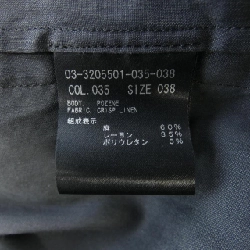 03-3205501-035-038
COL. 035 SIZE 038
BODY: POEENE
FABRIC: CRISP LINEN
組成表示
麻 60%
レーヨン 35%
ポリウレタン 5%